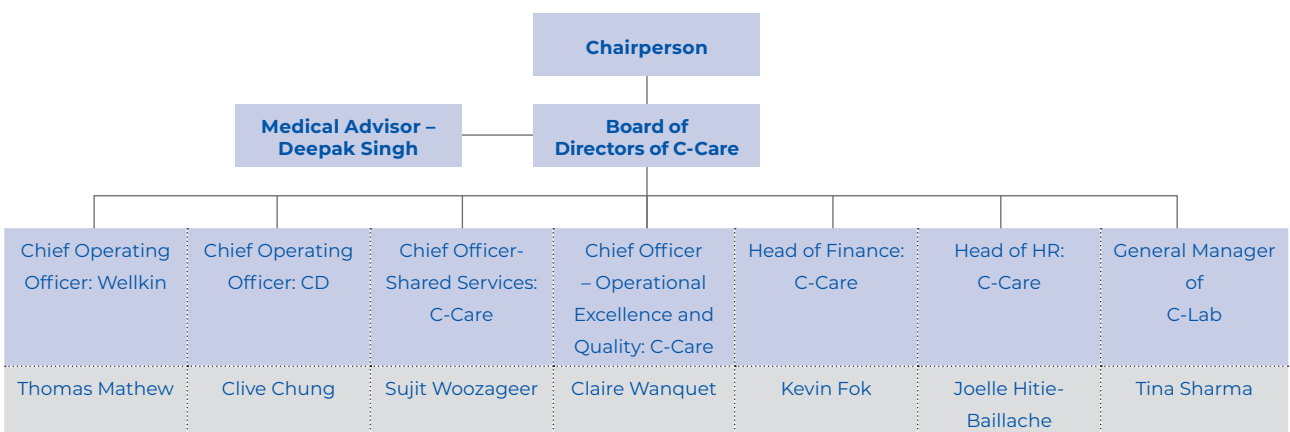 Chairperson
Medical Advisor –
Deepak Singh
Board of
Directors of C-Care
Chief Operating
Officer: Wellkin
Chief Operating
Officer: CD
Chief Officer-
Shared Services:
C-Care
Chief Officer
– Operational
Excellence and
Quality: C-Care
Head of Finance:
C-Care
Head of HR:
C-Care
General Manager
of
C-Lab
Thomas Mathew
Clive Chung
Sujit Woozageer
Claire Wanquet
Kevin Fok
Joelle Hitie-
Baillache
Tina Sharma